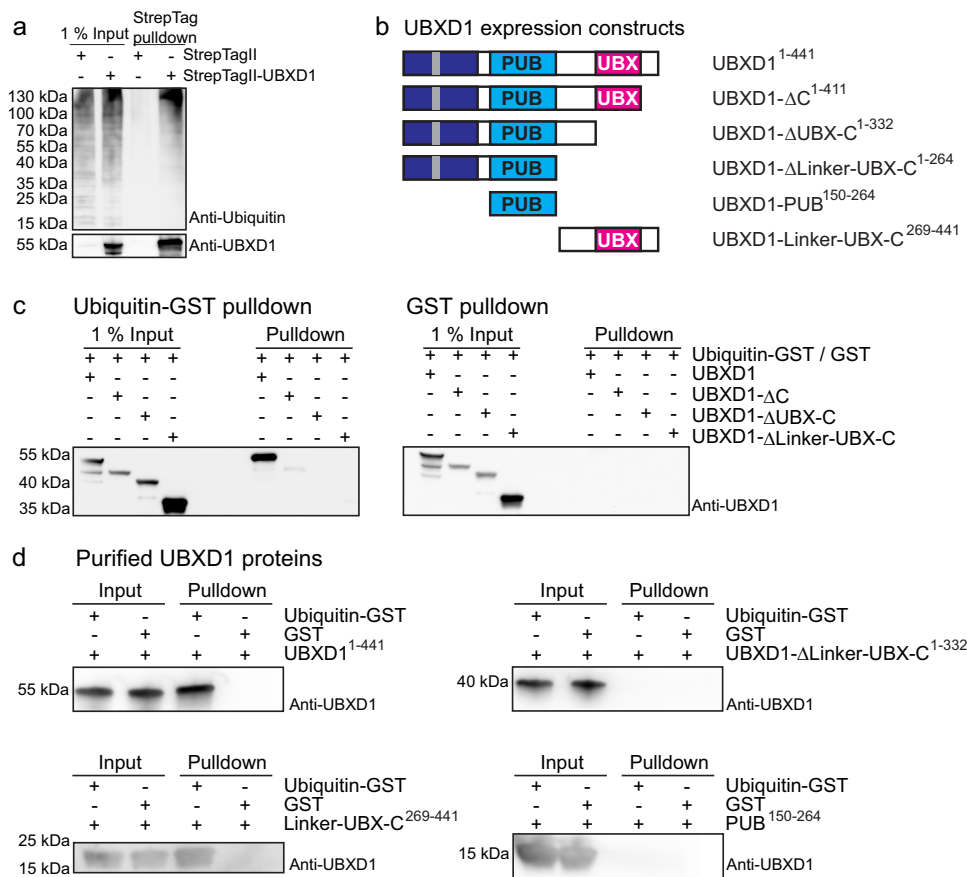 a
1 % Input
StrepTag
pulldown
+ - + - StrepTagII
- + - + StrepTagII-UBXD1
130 kDa
100 kDa
70 kDa
55 kDa
40 kDa
35 kDa
25 kDa
15 kDa
Anti-Ubiquitin
55 kDa
Anti-UBXD1
b UBXD1 expression constructs
PUB UBX UBXD1^1-441
PUB UBX UBXD1-ΔC^1-411
PUB UBXD1-ΔUBX-C^1-332
PUB UBXD1-ΔLinker-UBX-C^1-264
PUB UBXD1-PUB^150-264
UBX UBXD1-Linker-UBX-C^269-441
c Ubiquitin-GST pulldown GST pulldown
1 % Input Pulldown 1 % Input Pulldown
+ + + + + + + + + + + + + + + + Ubiquitin-GST / GST
+ - - - + - - - + - - - + - - - UBXD1
- + - - - + - - - + - - - + - - UBXD1-ΔC
- - + - - - + - - - + - - - + - UBXD1-ΔUBX-C
- - - + - - - + - - - + - - - + UBXD1-ΔLinker-UBX-C
55 kDa 55 kDa
40 kDa 40 kDa
35 kDa 35 kDa
Anti-UBXD1
d Purified UBXD1 proteins
Input Pulldown
+ - + - Ubiquitin-GST
- + - + GST
+ + + + UBXD1^1-441
55 kDa
Anti-UBXD1
Input Pulldown
+ - + - Ubiquitin-GST
- + - + GST
+ + + + UBXD1-ΔLinker-UBX-C^1-332
40 kDa
Anti-UBXD1
Input Pulldown
+ - + - Ubiquitin-GST
- + - + GST
+ + + + Linker-UBX-C^269-441
25 kDa
15 kDa
Anti-UBXD1
Input Pulldown
+ - + - Ubiquitin-GST
- + - + GST
+ + + + PUB^150-264
15 kDa
Anti-UBXD1